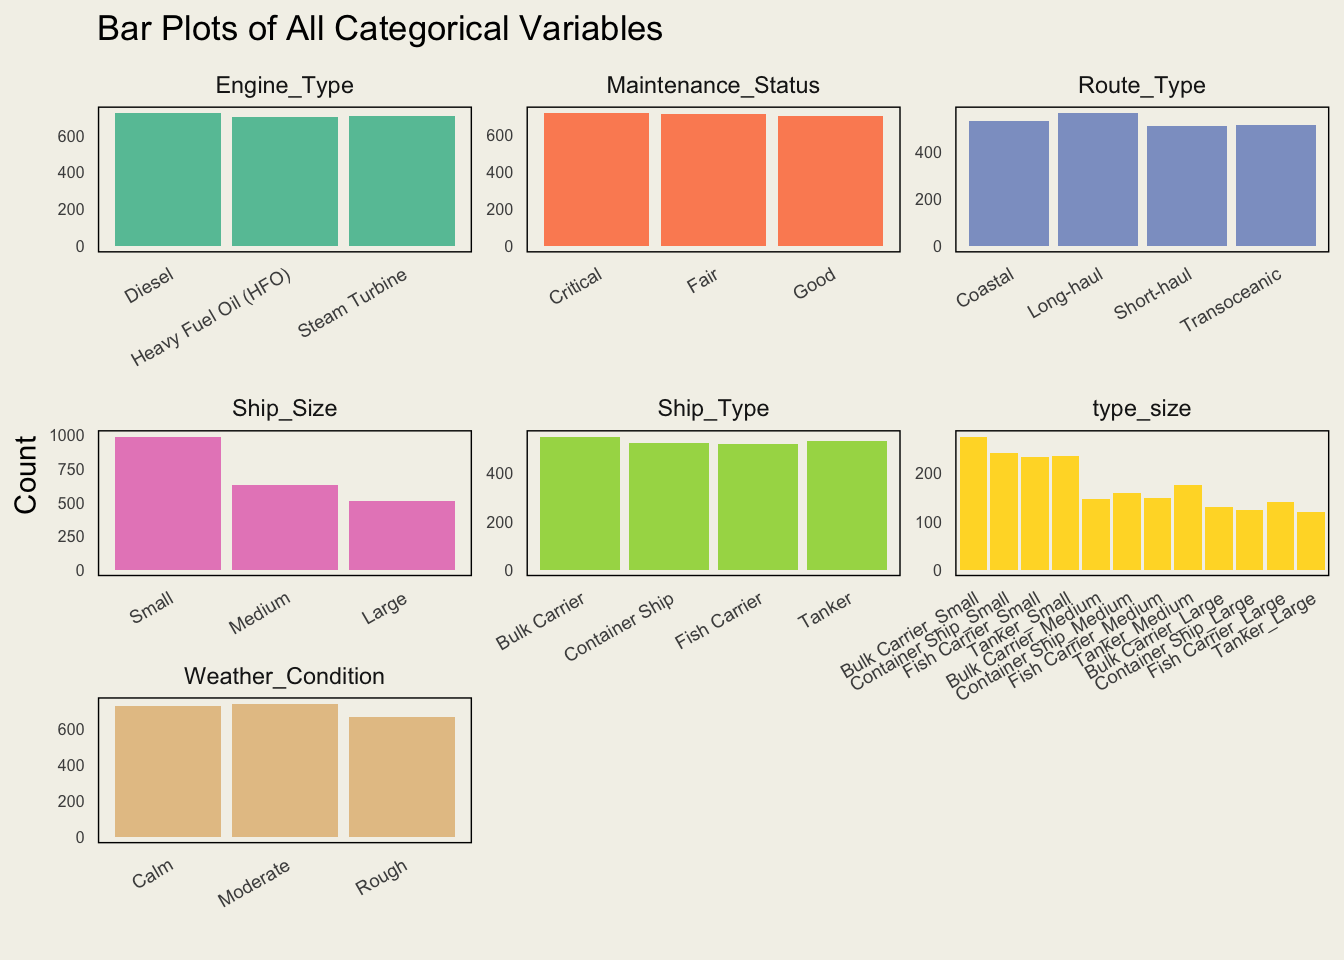 Bar Plots of All Categorical Variables
Count
Engine_Type
600
400
200
0
Diesel
Heavy Fuel Oil (HFO)
Steam Turbine
Maintenance_Status
600
400
200
0
Critical
Fair
Good
Route_Type
400
200
0
Coastal
Long-haul
Short-haul
Transoceanic
Ship_Size
1000
750
500
250
0
Small
Medium
Large
Ship_Type
400
200
0
Bulk Carrier
Container Ship
Fish Carrier
Tanker
type_size
200
100
0
Bulk Carrier_Small
Container Ship_Small
Fish Carrier_Small
Tanker_Small
Bulk Carrier_Medium
Container Ship_Medium
Fish Carrier_Medium
Tanker_Medium
Bulk Carrier_Large
Container Ship_Large
Fish Carrier_Large
Tanker_Large
Weather_Condition
600
400
200
0
Calm
Moderate
Rough